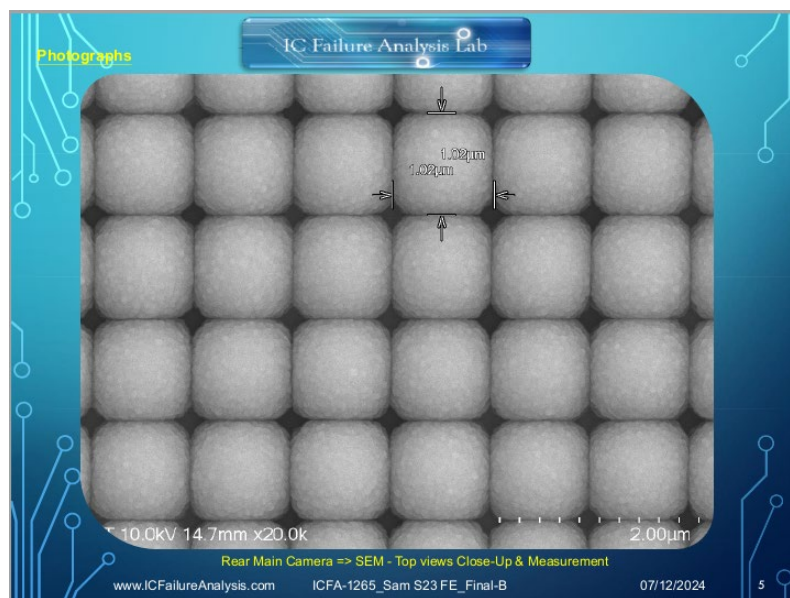 IC Failure Analysis Lab
Photographs
1.02µm
1.02µm
10.0kV 14.7mm x20.0k
2.00µm
Rear Main Camera => SEM - Top views Close-Up & Measurement
www.ICFailureAnalysis.com ICFA-1265_Sam S23 FE_Final-B 07/12/2024 5